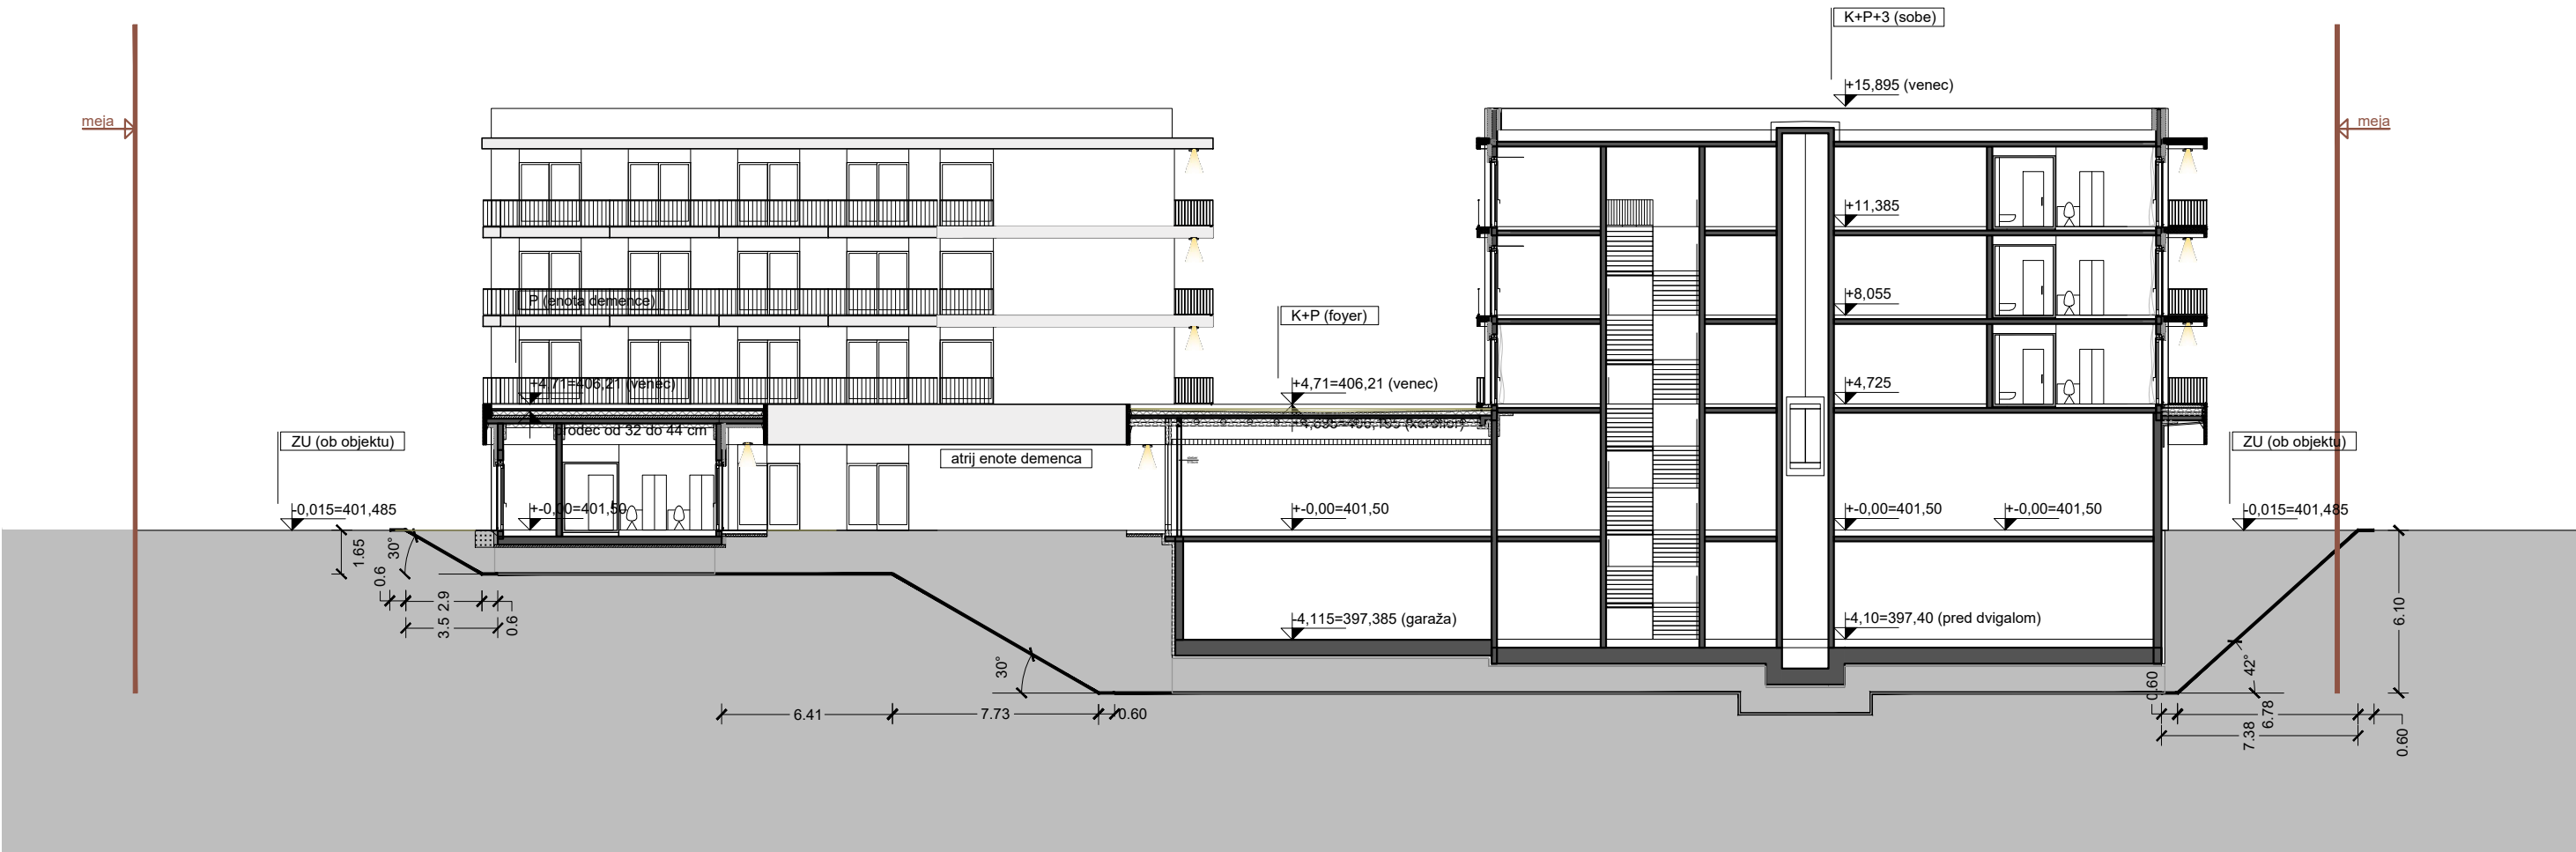 K+P+3 (sobe)
+15,895 (venec)
meja
meja
+11,385
P (enota demence)
+8,055
K+P (foyer)
+4,71=406,21 (venec)
+4,71=406,21 (venec)
+4,725
prodec od 32 do 44 cm
ZU (ob objektu)
atrij enote demenca
ZU (ob objektu)
-0,015=401,485
+-0,00=401,50
+-0,00=401,50
+-0,00=401,50
+-0,00=401,50
-0,015=401,485
1.65
30°
0.6
2.9
3.5
0.6
-4,115=397,385 (garaža)
-4,10=397,40 (pred dvigalom)
6.10
30°
42°
0.60
6.41
7.73
0.60
6.78
7.38
0.60